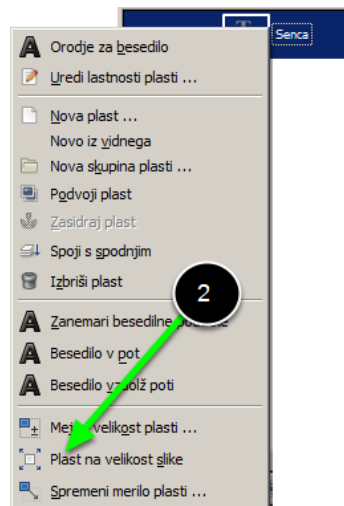 Senca
Orodje za besedilo
Uredi lastnosti plasti ...
Nova plast ...
Novo iz vidnega
Nova skupina plasti ...
Podvoji plast
Zasidraj plast
Spoji s spodnjim
Izbriši plast
2
Zanemari besedilne
Besedilo v pot
Besedilo vzdolž poti
velikost plasti ...
Plast na velikost slike
Spremeni merilo plasti ...